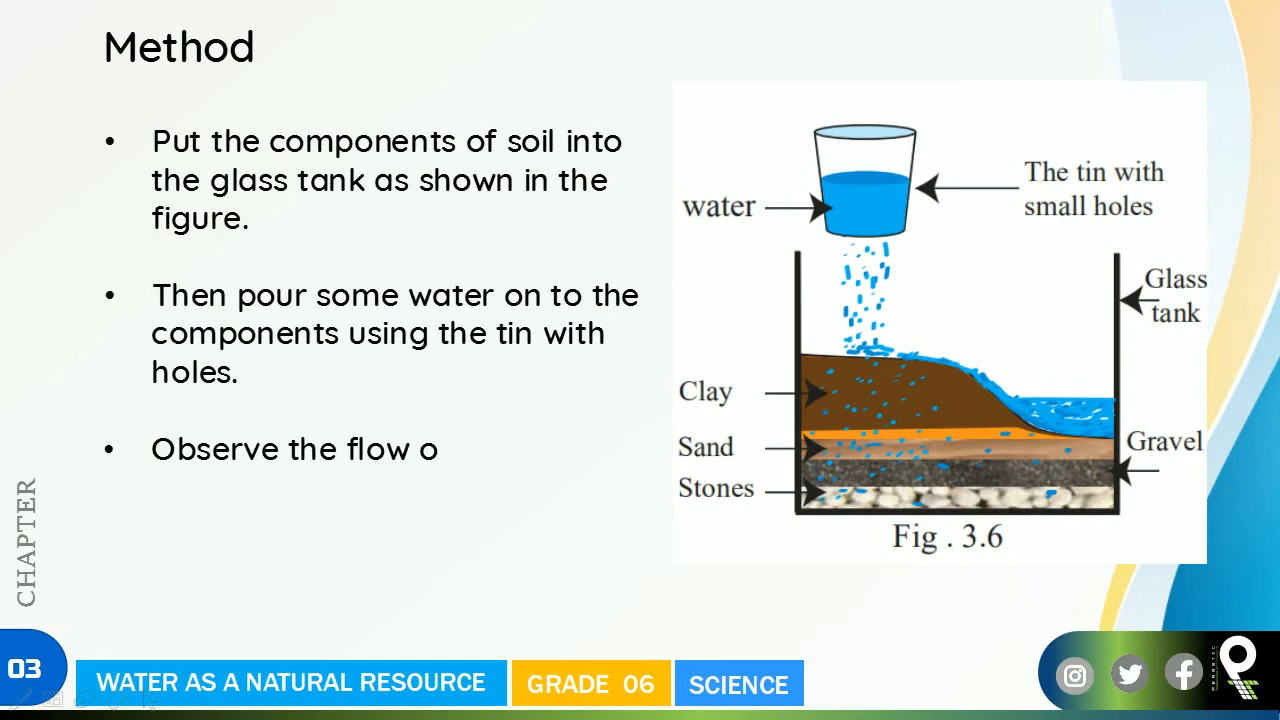 Method
• Put the components of soil into
the glass tank as shown in the
figure.
• Then pour some water on to the
components using the tin with
holes.
• Observe the flow o
water
The tin with
small holes
Glass
tank
Clay
Sand
Gravel
Stones
Fig . 3.6
CHAPTER
03
WATER AS A NATURAL RESOURCE
GRADE 06
SCIENCE